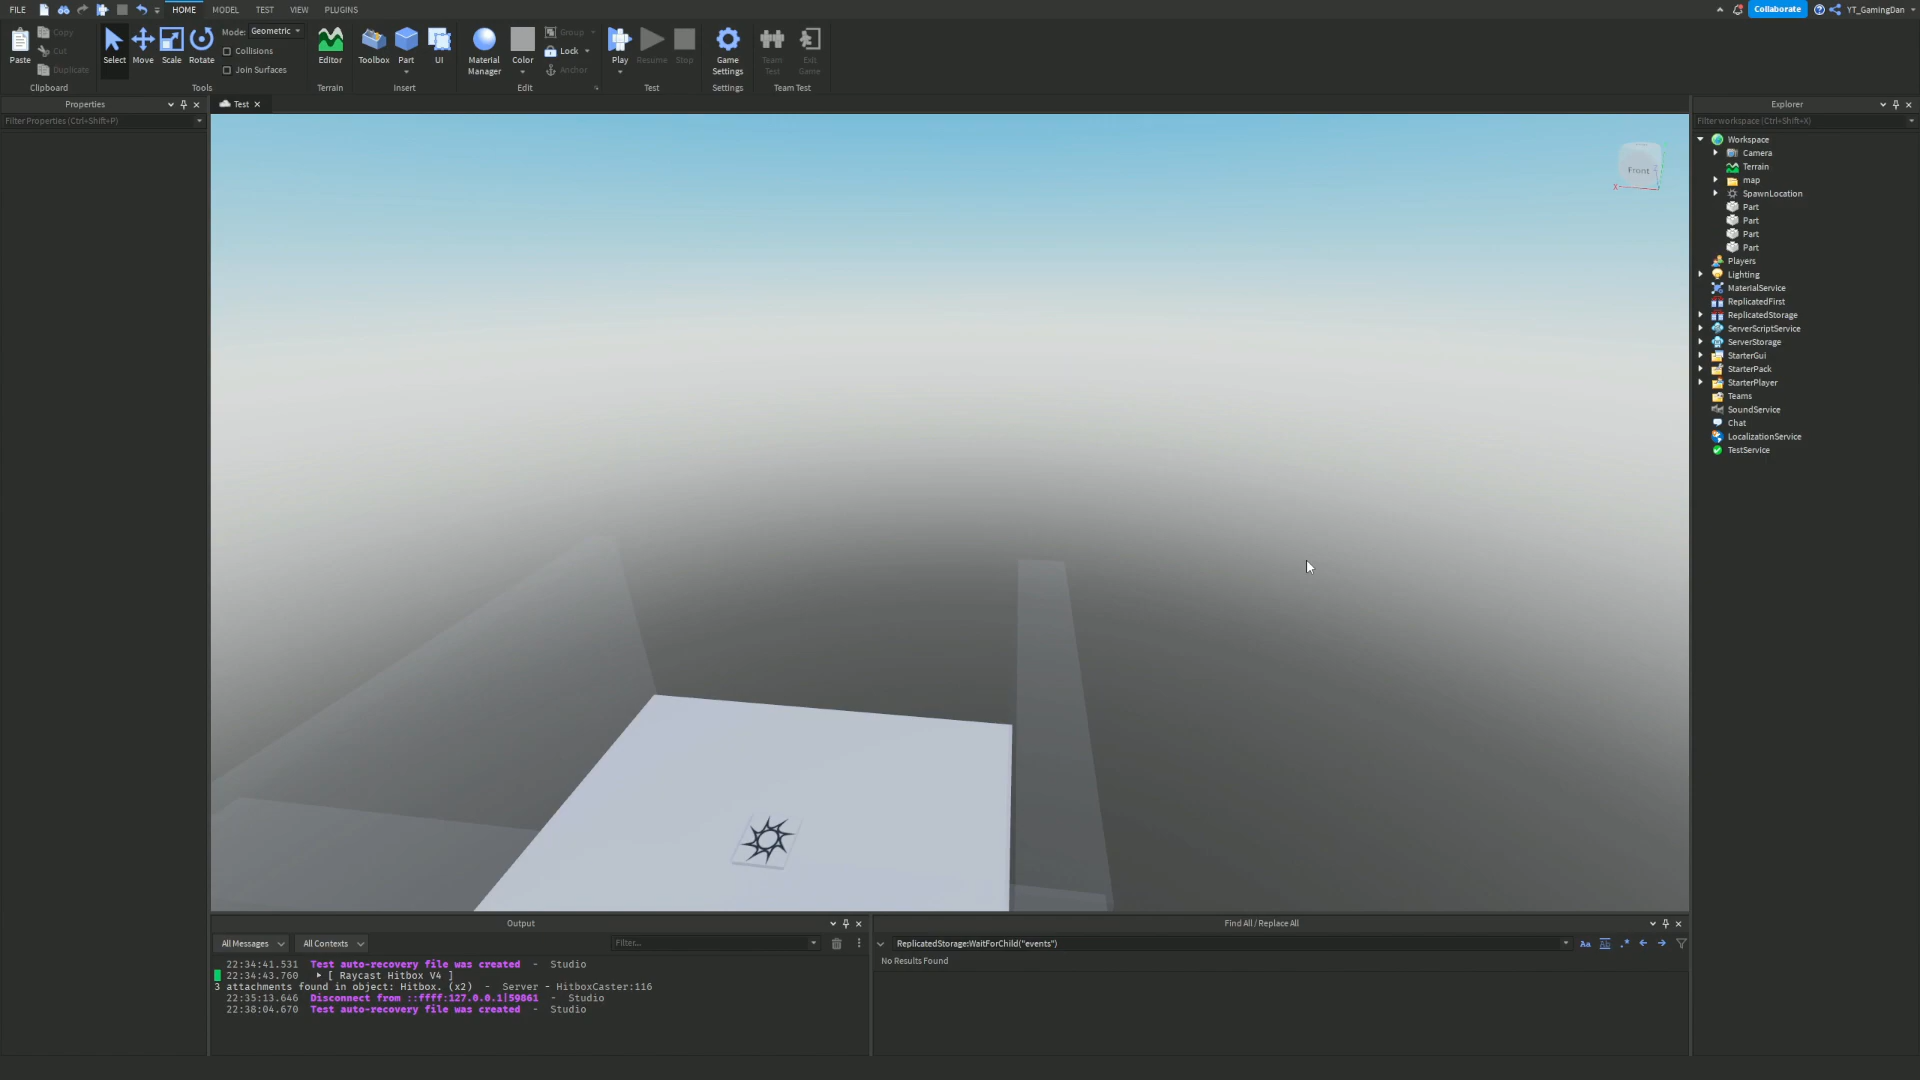 FILE
HOME
MODEL
TEST
VIEW
PLUGINS
Collaborate
YT_GamingDan
Paste
Copy
Cut
Duplicate
Clipboard
Select
Move
Scale
Rotate
Mode: Geometric
Collisions
Join Surfaces
Tools
Editor
Terrain
Toolbox
Part
UI
Insert
Material
Manager
Color
Group
Lock
Anchor
Edit
Play
Resume
Stop
Test
Game
Settings
Settings
Team
Test
Exit
Game
Team Test
Properties
Filter Properties (Ctrl+Shift+P)
Test
Front
X
Explorer
Filter workspace (Ctrl+Shift+X)
Workspace
Camera
Terrain
map
SpawnLocation
Part
Part
Part
Part
Players
Lighting
MaterialService
ReplicatedFirst
ReplicatedStorage
ServerScriptService
ServerStorage
StarterGui
StarterPack
StarterPlayer
Teams
SoundService
Chat
LocalizationService
TestService
Output
All Messages
All Contexts
Filter...
22:34:41.531 Test auto-recovery file was created - Studio
22:34:43.760 [ Raycast Hitbox V4 ]
3 attachments found in object: Hitbox. (x2) - Server - HitboxCaster:116
22:35:13.646 Disconnect from ::ffff:127.0.0.1|59861 - Studio
22:38:04.670 Test auto-recovery file was created - Studio
Find All / Replace All
ReplicatedStorage:WaitForChild("events")
Aa
Ab
.*
No Results Found